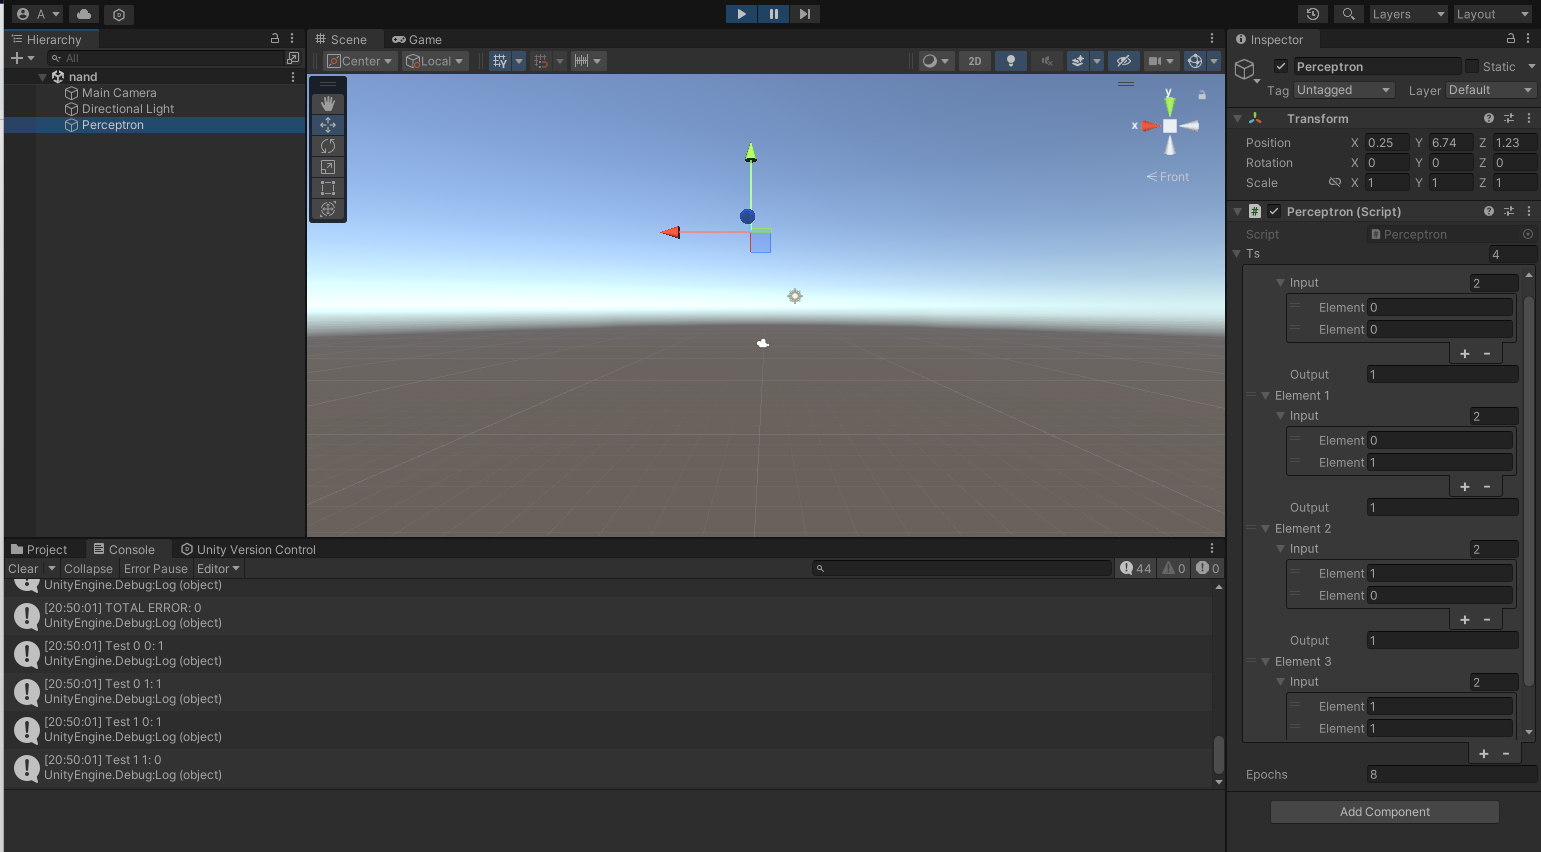 A
Layers
Layout
Hierarchy
All
nand
Main Camera
Directional Light
Perceptron
Scene
Game
Center
Local
2D
y
x
Front
Project
Console
Unity Version Control
Clear
Collapse
Error Pause
Editor
44
0
0
UnityEngine.Debug:Log (object)
[20:50:01] TOTAL ERROR: 0
UnityEngine.Debug:Log (object)
[20:50:01] Test 0 0: 1
UnityEngine.Debug:Log (object)
[20:50:01] Test 0 1: 1
UnityEngine.Debug:Log (object)
[20:50:01] Test 1 0: 1
UnityEngine.Debug:Log (object)
[20:50:01] Test 1 1: 0
UnityEngine.Debug:Log (object)
Inspector
Perceptron
Static
Tag Untagged
Layer Default
Transform
Position X 0.25 Y 6.74 Z 1.23
Rotation X 0 Y 0 Z 0
Scale X 1 Y 1 Z 1
Perceptron (Script)
Script Perceptron
Ts 4
Input 2
Element 0
Element 0
Output 1
Element 1
Input 2
Element 0
Element 1
Output 1
Element 2
Input 2
Element 1
Element 0
Output 1
Element 3
Input 2
Element 1
Element 1
Epochs 8
Add Component